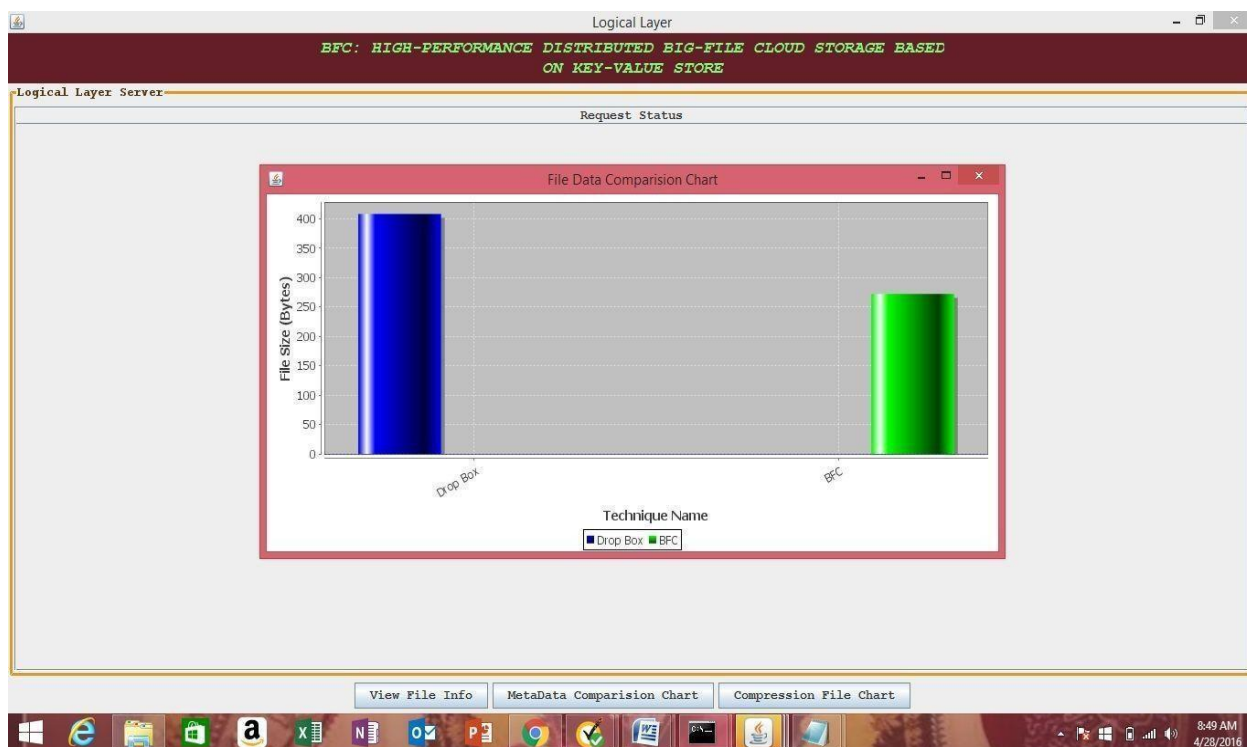 Logical Layer
BFC: HIGH-PERFORMANCE DISTRIBUTED BIG-FILE CLOUD STORAGE BASED
ON KEY-VALUE STORE
Logical Layer Server
Request Status
File Data Comparision Chart
400
350
300
250
200
150
100
50
0
File Size (Bytes)
Drop Box
BFC
Technique Name
Drop Box BFC
View File Info MetaData Comparision Chart Compression File Chart
8:49 AM
4/28/2016